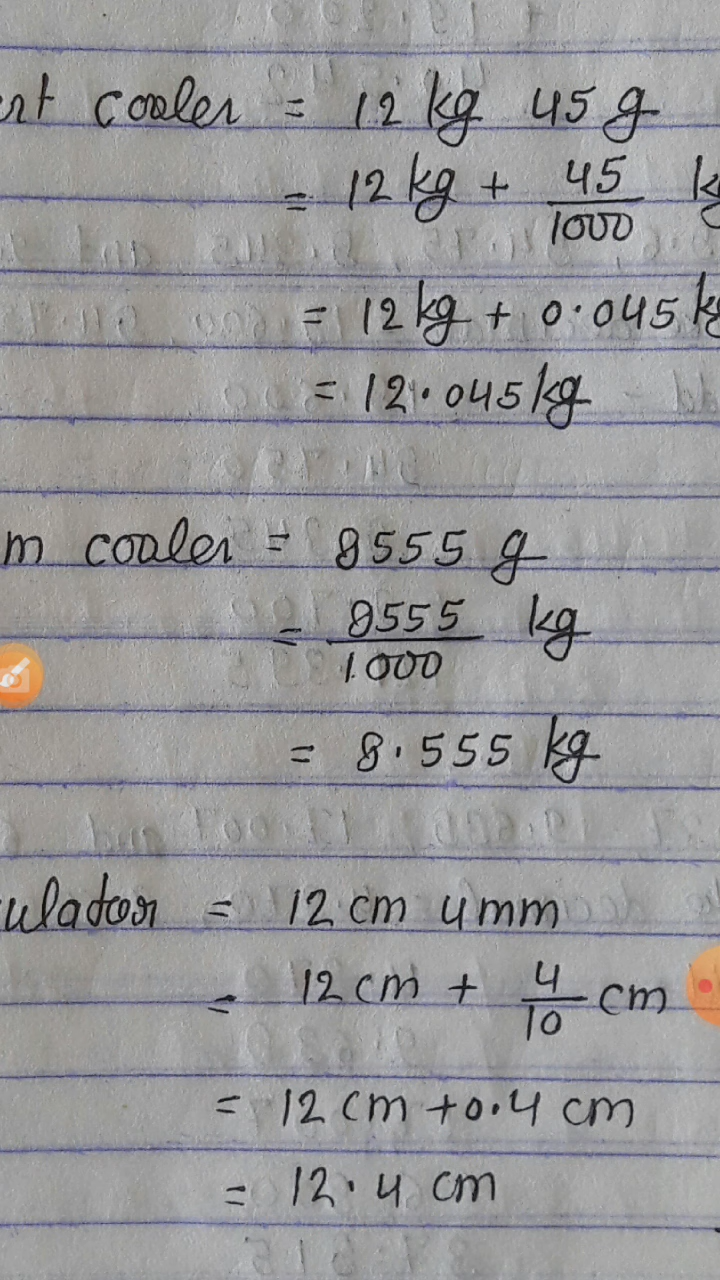 rt cooler = 12 kg 45 g
= 12 kg + 45/1000 kg
= 12 kg + 0.045 kg
= 12.045 kg
m cooler = 8555 g
= 8555/1000 kg
= 8.555 kg
ulator = 12 cm 4 mm
= 12 cm + 4/10 cm
= 12 cm + 0.4 cm
= 12.4 cm